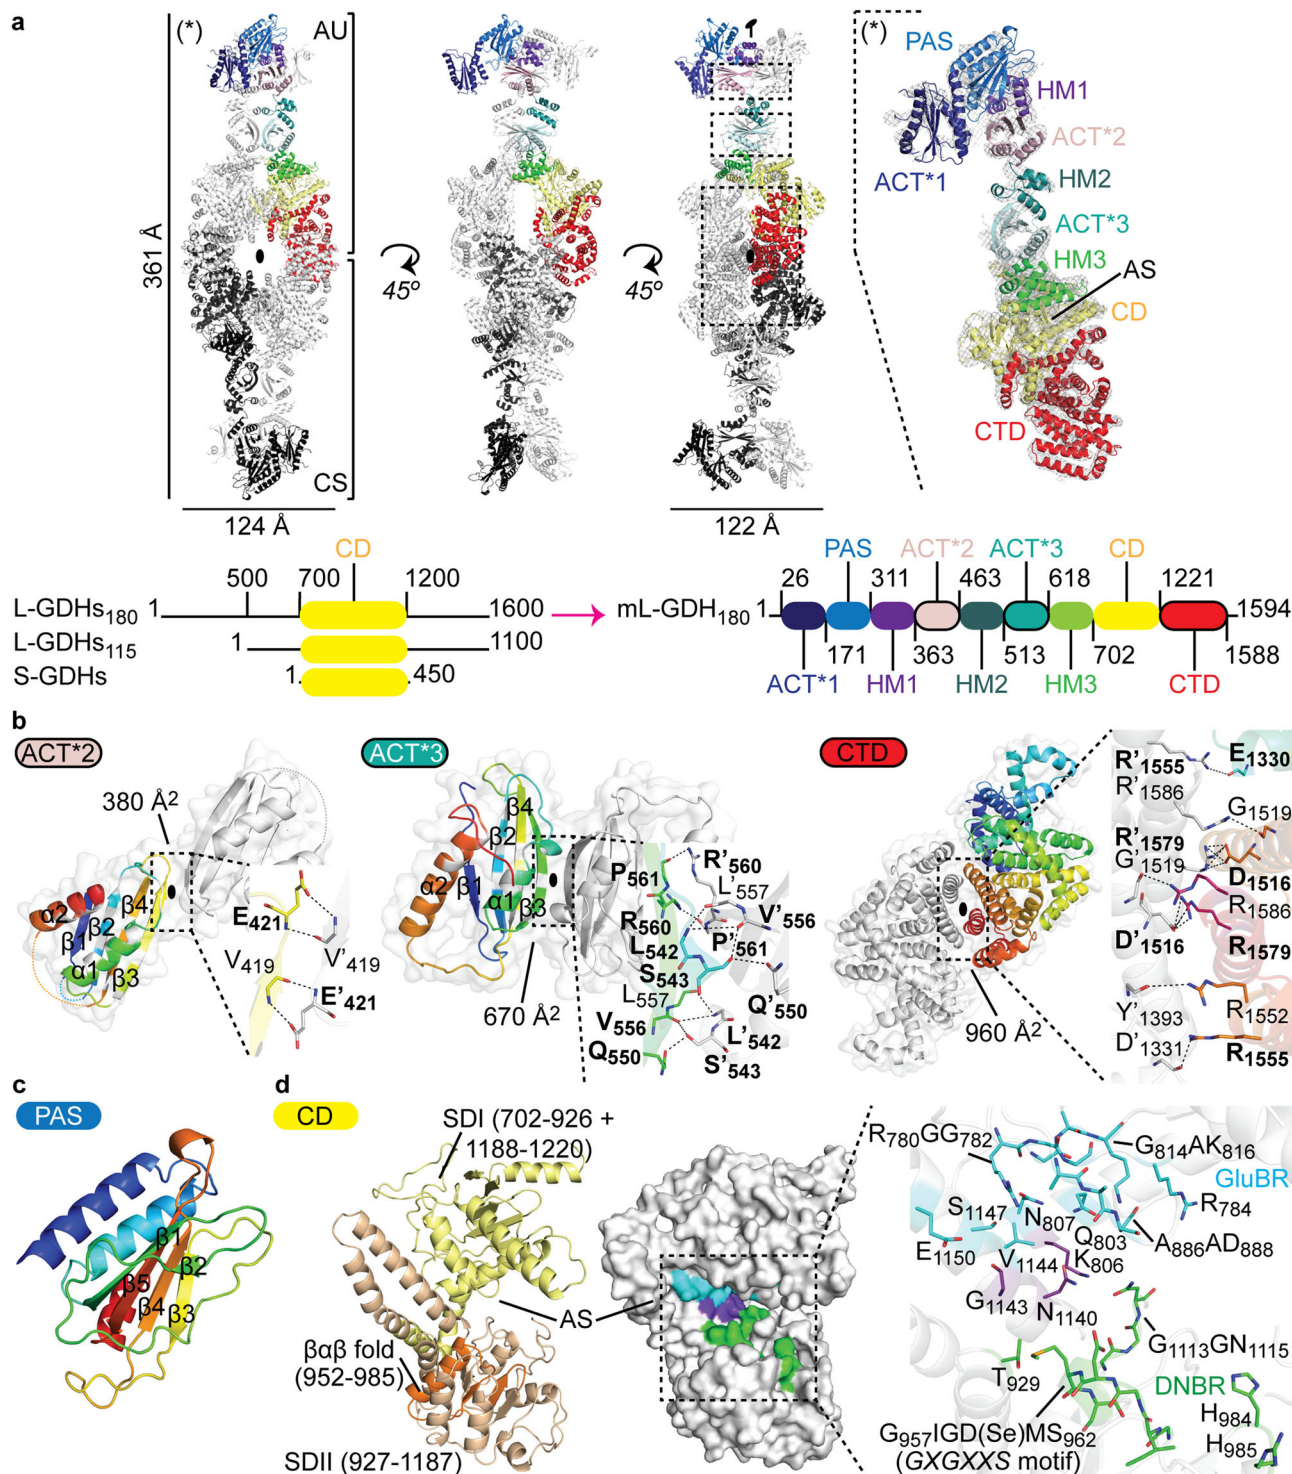 a
(*)
AU
(*)
PAS
HM1
ACT*2
ACT*1
HM2
ACT*3
HM3
AS
CD
CTD
361 Å
45º
45º
CS
124 Å
122 Å
CD
500 700 1200
L-GDHs180 1 1600
L-GDHs115 1 1100
S-GDHs 1 450
PAS ACT*2 ACT*3 CD
26 311 463 618 1221
mL-GDH180 1 1594
171 363 513 702 1588
ACT*1 HM1 HM2 HM3 CTD
b
ACT*2
380 Å2
α2
β1
β2
β4
α1
β3
E421
V419
V'419
E'421
ACT*3
β4
β2
α2
β1
α1
β3
670 Å2
P561
R'560
L'557
V'556
R560
L542
P'561
S543
L557
Q'550
V556
L'542
Q550
S'543
CTD
960 Å2
R'1555
E1330
R'1586
G1519
R'1579
G'1519
D1516
R1586
D'1516
R1579
Y'1393
R1552
D'1331
R1555
c
PAS
β1
β2
β5
β4
β3
d
CD
SDI (702-926 +
1188-1220)
AS
βαβ fold
(952-985)
SDII (927-1187)
R780GG782
G814AK816
GluBR
R784
S1147
N807
Q803
E1150
V1144
K806
A886AD888
G1143
N1140
G1113GN1115
T929
DNBR
H984
G957IGD(Se)MS962
H985
(GXGXXS motif)